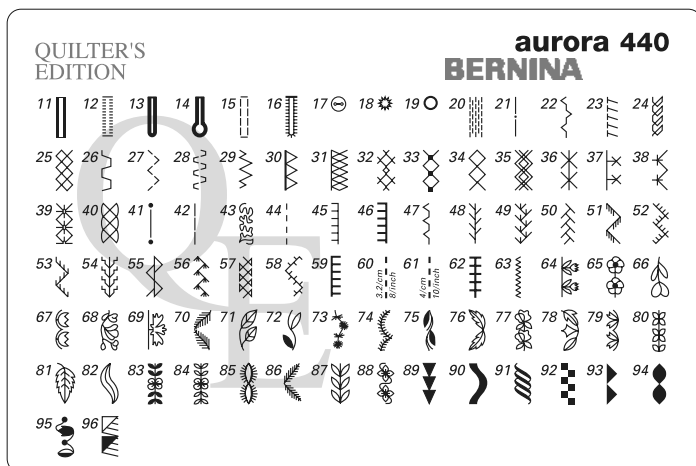 QUILTER'S
EDITION
aurora 440
BERNINA
11 12 13 14 15 16 17 18 19 20 21 22 23 24
25 26 27 28 29 30 31 32 33 34 35 36 37 38
39 40 41 42 43 44 45 46 47 48 49 50 51 52
53 54 55 56 57 58 59 60 3.2/cm 8/inch 61 4/cm 10/inch 62 63 64 65 66
67 68 69 70 71 72 73 74 75 76 77 78 79 80
81 82 83 84 85 86 87 88 89 90 91 92 93 94
95 96
QE